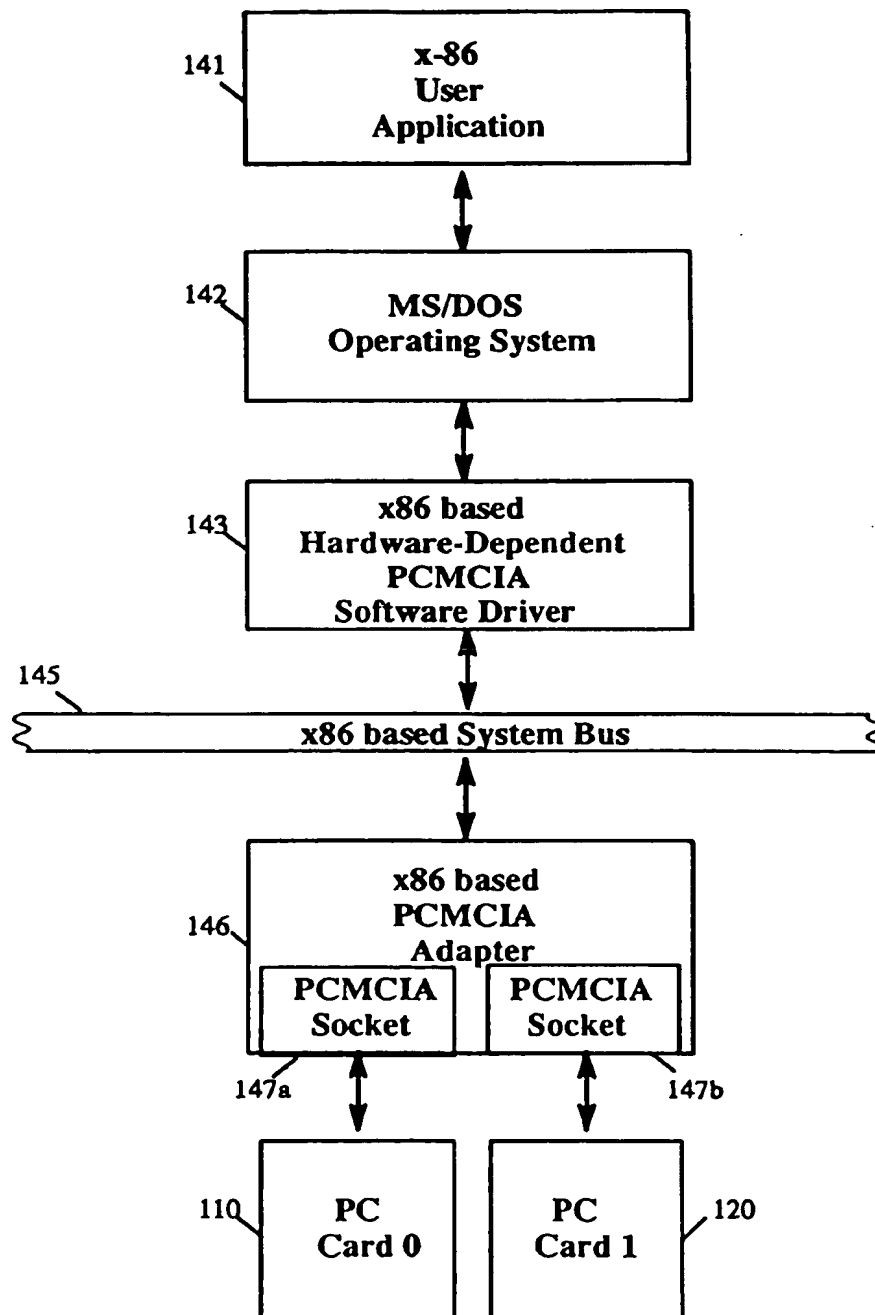 141
x-86
User
Application
142
MS/DOS
Operating System
143
x86 based
Hardware-Dependent
PCMCIA
Software Driver
145
x86 based System Bus
146
x86 based
PCMCIA
Adapter
PCMCIA
Socket
PCMCIA
Socket
147a
147b
110
PC
Card 0
PC
Card 1
120